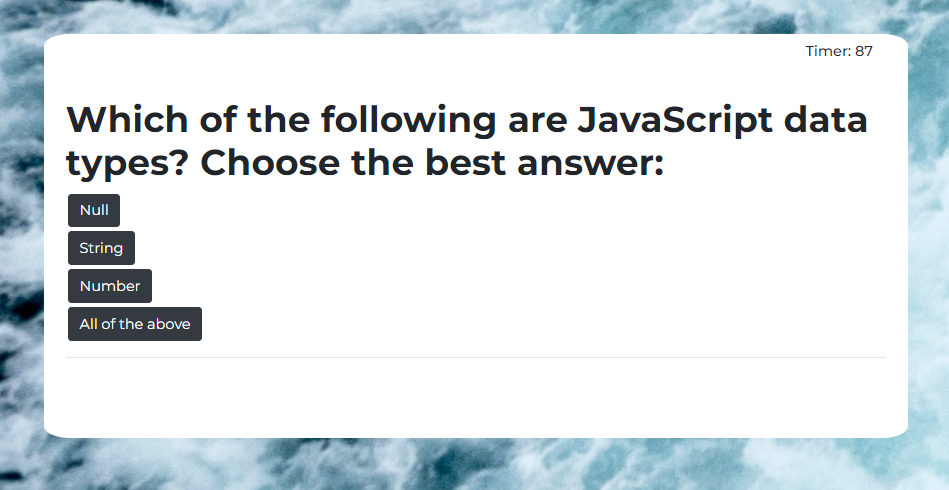 Timer: 87
Which of the following are JavaScript data
types? Choose the best answer:
Null
String
Number
All of the above